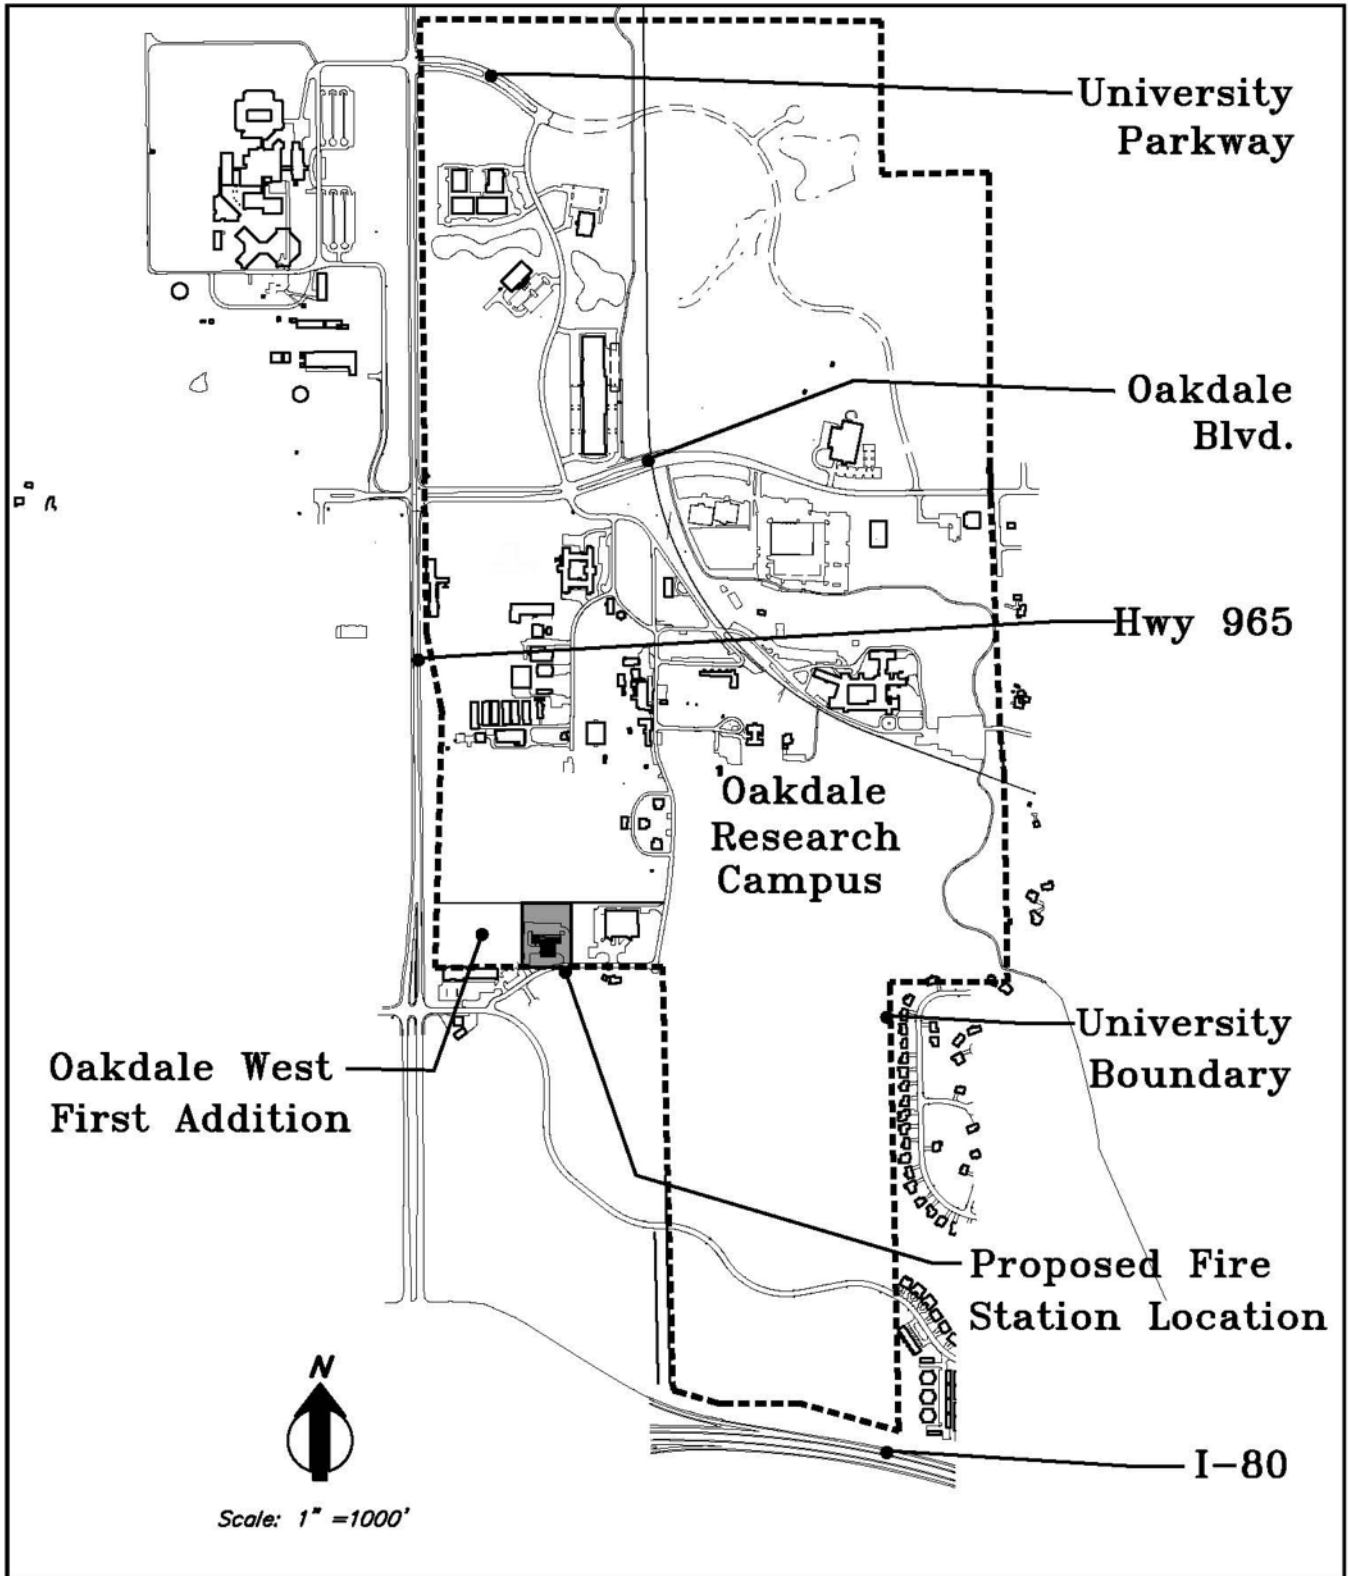 University
Parkway
Oakdale
Blvd.
Hwy 965
Oakdale
Research
Campus
Oakdale West
First Addition
University
Boundary
Proposed Fire
Station Location
N
I-80
Scale: 1" =1000'